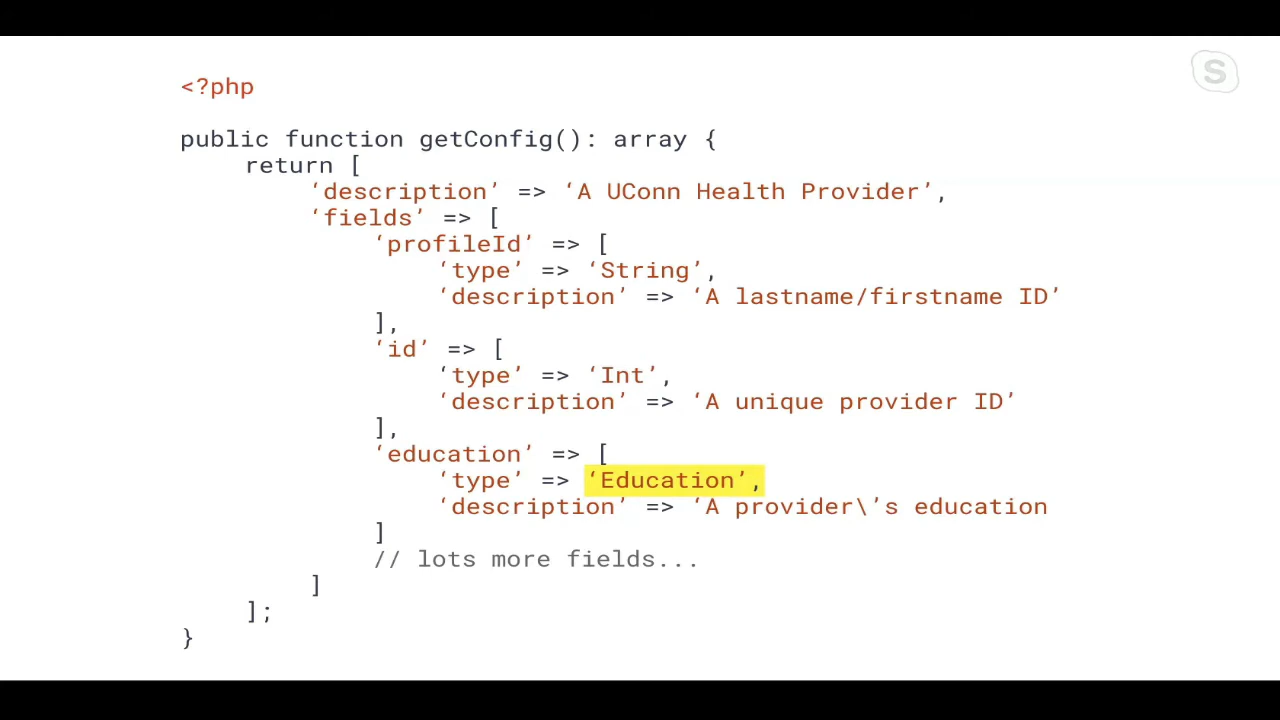 <?php
public function getConfig(): array {
return [
‘description’ => ‘A UConn Health Provider’,
‘fields’ => [
‘profileId’ => [
‘type’ => ‘String’,
‘description’ => ‘A lastname/firstname ID’
],
‘id’ => [
‘type’ => ‘Int’,
‘description’ => ‘A unique provider ID’
],
‘education’ => [
‘type’ => ‘Education’,
‘description’ => ‘A provider\’s education
]
// lots more fields...
]
];
}